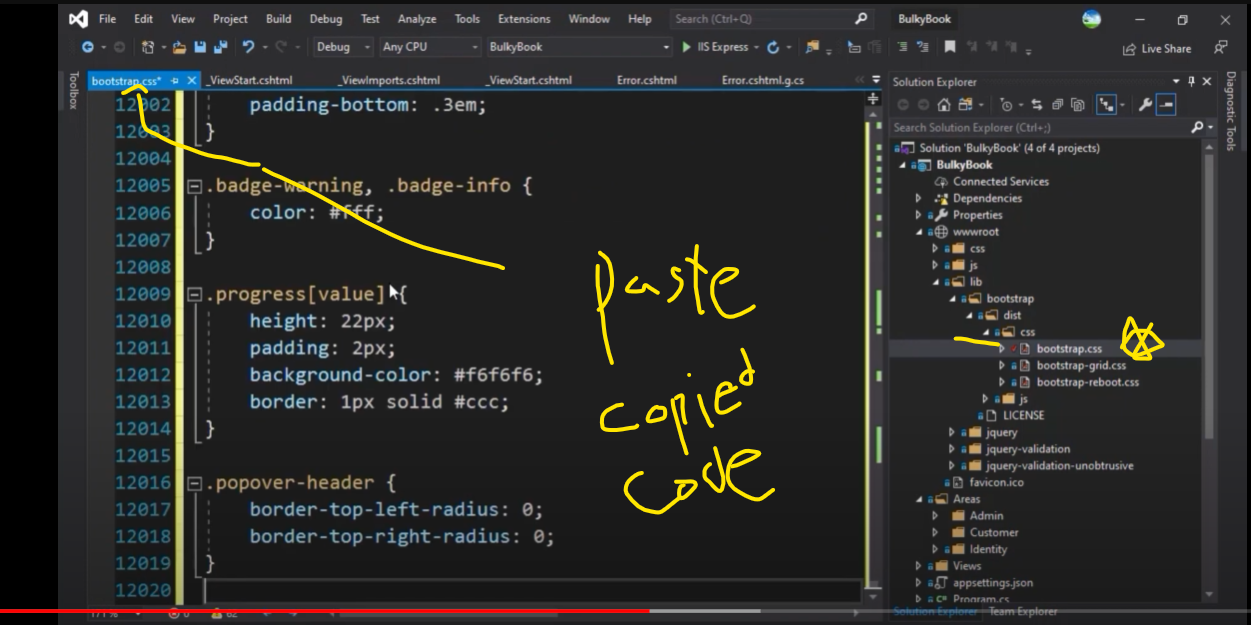 File Edit View Project Build Debug Test Analyze Tools Extensions Window Help Search (Ctrl+Q) BulkyBook
Debug Any CPU BulkyBook IIS Express Live Share
Toolbox
bootstrap.css* _ViewStart.cshtml _ViewImports.cshtml _ViewStart.cshtml Error.cshtml Error.cshtml.g.cs
12002 padding-bottom: .3em;
12003 }
12004
12005 .badge-warning, .badge-info {
12006 color: #fff;
12007 }
12008
12009 .progress[value] {
12010 height: 22px;
12011 padding: 2px;
12012 background-color: #f6f6f6;
12013 border: 1px solid #ccc;
12014 }
12015
12016 .popover-header {
12017 border-top-left-radius: 0;
12018 border-top-right-radius: 0;
12019 }
12020
paste
copied
code
Solution Explorer
Search Solution Explorer (Ctrl+;)
Solution 'BulkyBook' (4 of 4 projects)
BulkyBook
Connected Services
Dependencies
Properties
wwwroot
css
js
lib
bootstrap
dist
css
bootstrap.css
bootstrap-grid.css
bootstrap-reboot.css
js
LICENSE
jquery
jquery-validation
jquery-validation-unobtrusive
favicon.ico
Areas
Admin
Customer
Identity
Views
appsettings.json
C# Program.cs
Solution Explorer Team Explorer
Diagnostic Tools
171 % 0 62